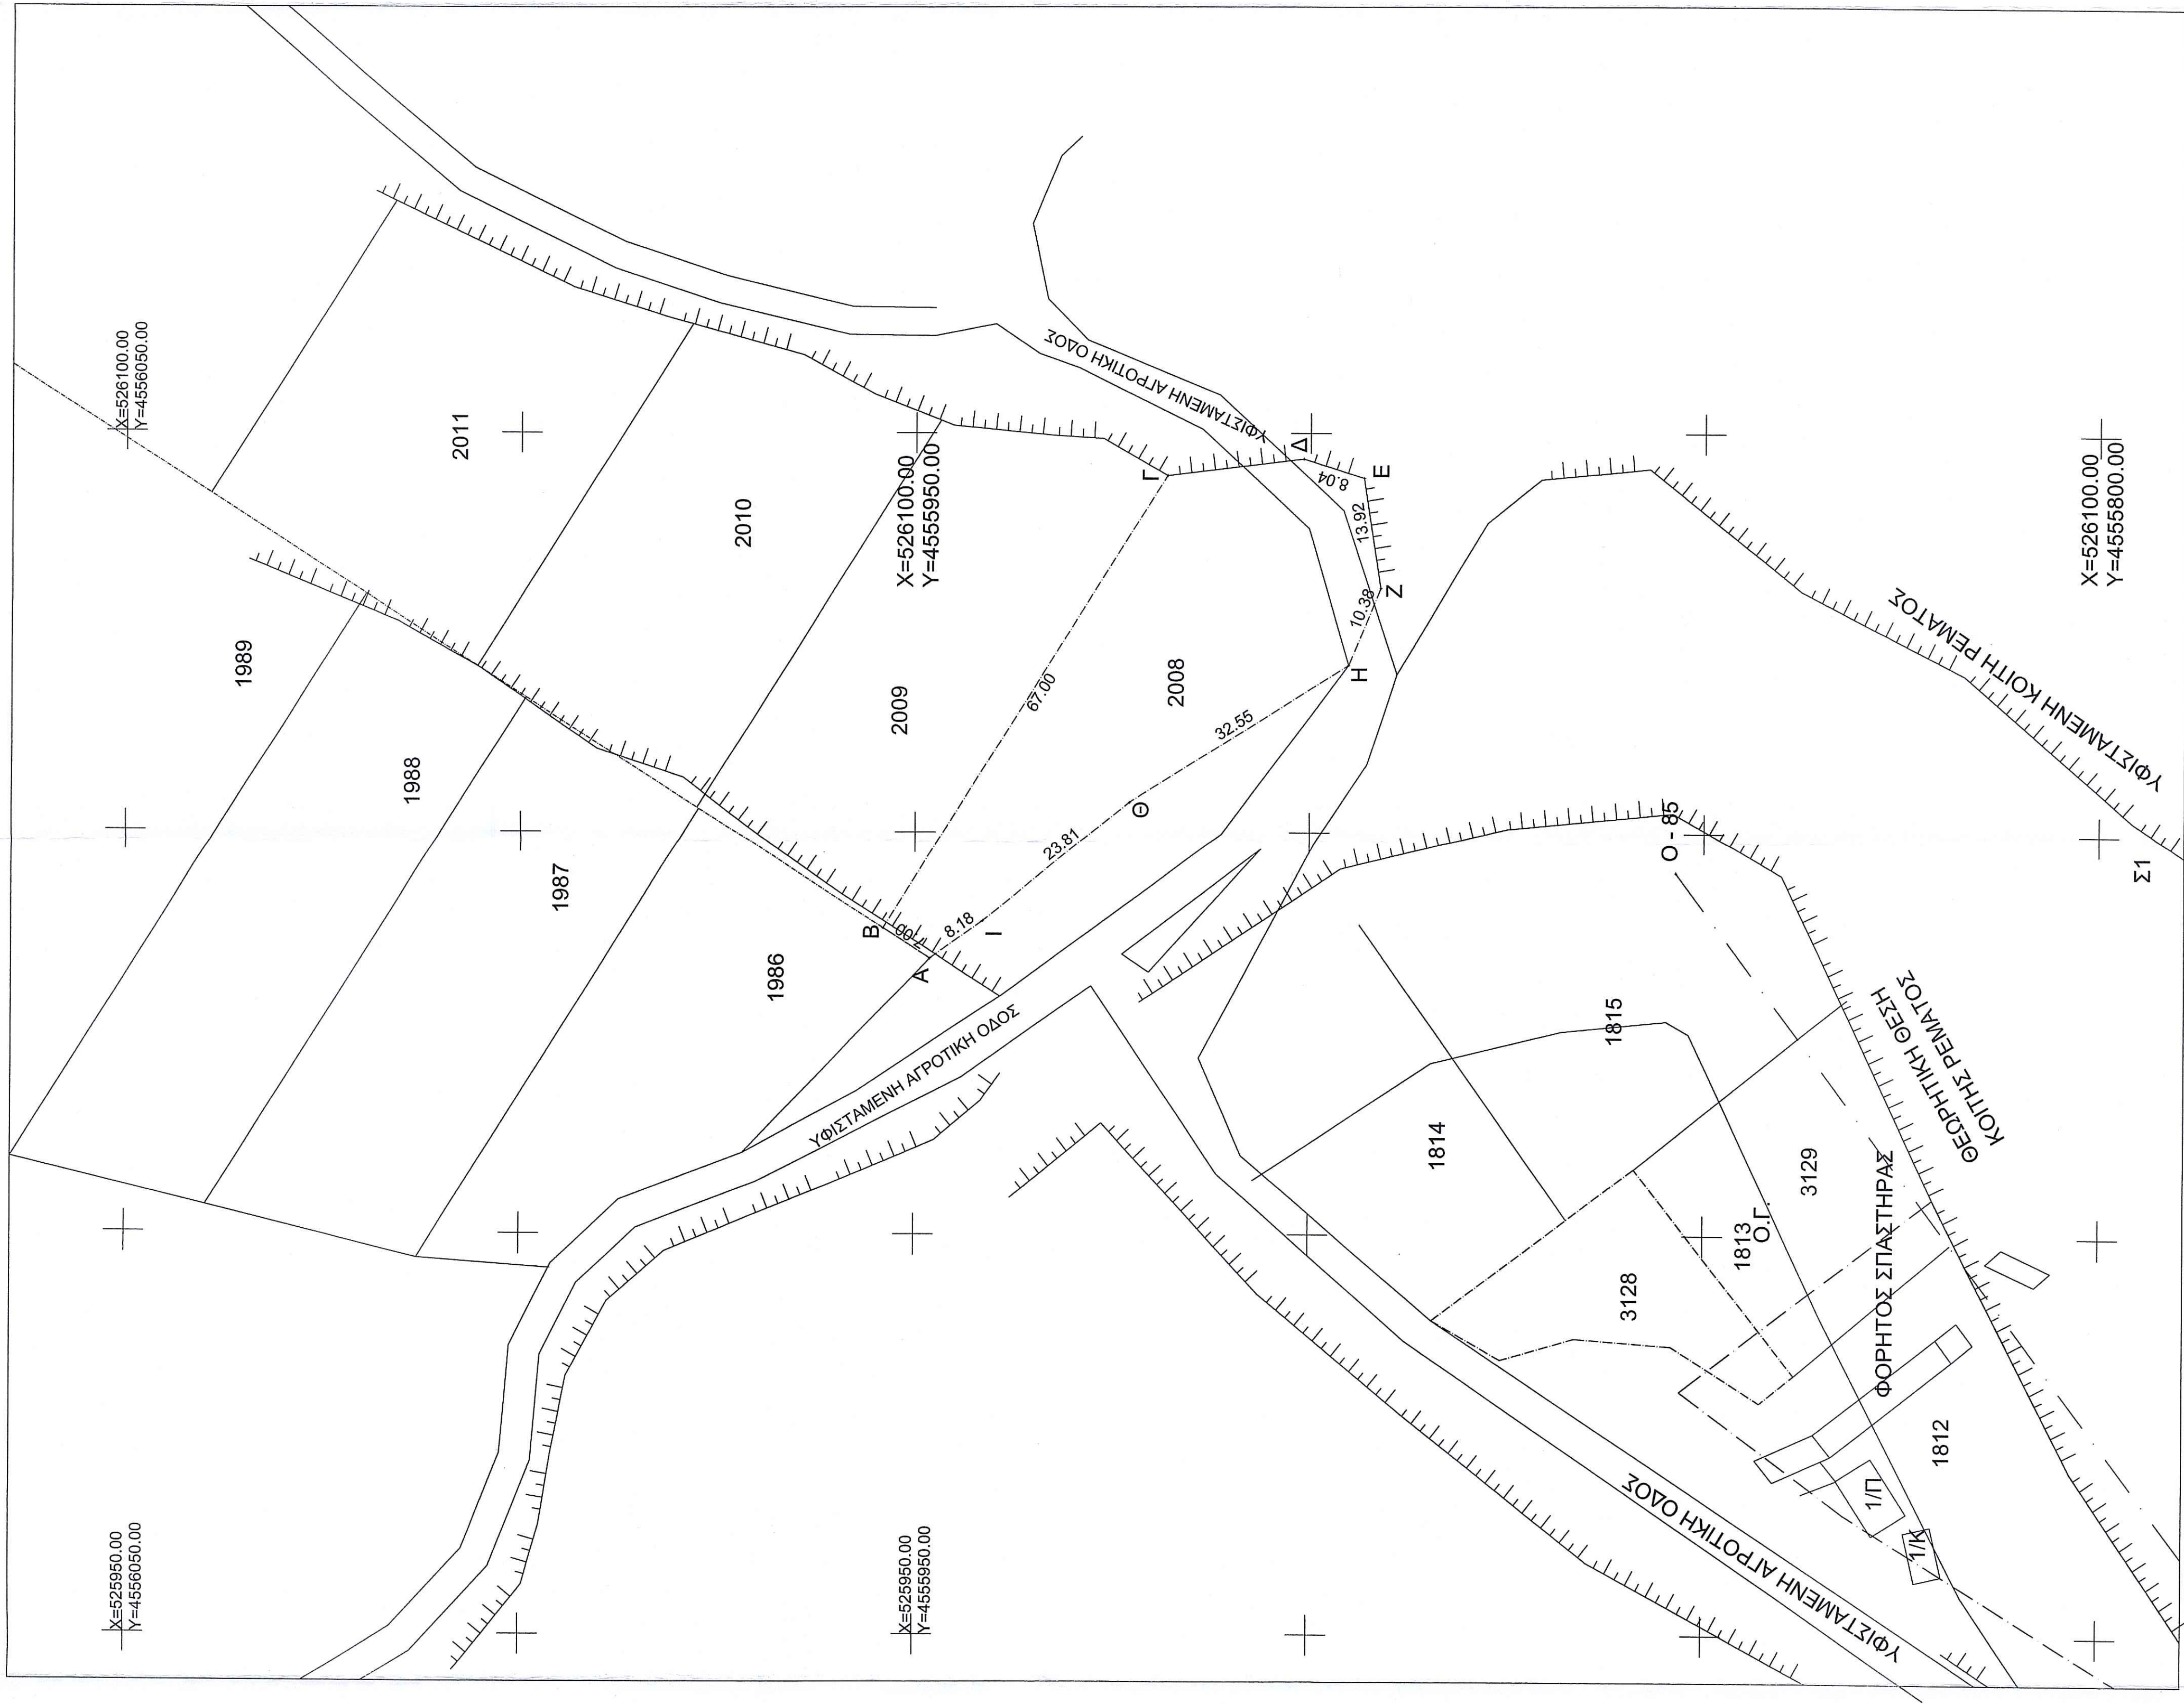 X=526100.00
Y=4556050.00
2011
2010
1989
1988
1987
1986
2009
2008
X=526100.00
Y=4555950.00
ΥΦΙΣΤΑΜΕΝΗ ΑΓΡΟΤΙΚΗ ΟΔΟΣ
Γ
Δ
Ε
Ζ
Η
Θ
Ι
Α
Β
8.04
13.92
10.38
67.00
32.55
23.81
8.18
7.00
ΥΦΙΣΤΑΜΕΝΗ ΑΓΡΟΤΙΚΗ ΟΔΟΣ
X=526100.00
Y=4555800.00
ΥΦΙΣΤΑΜΕΝΗ ΚΟΙΤΗ ΡΕΜΑΤΟΣ
Σ1
Ο - 85
ΘΕΩΡΗΤΙΚΗ ΘΕΣΗ
ΚΟΙΤΗΣ ΡΕΜΑΤΟΣ
1815
1814
3129
1813
Ο.Γ.
3128
ΦΟΡΗΤΟΣ ΣΠΑΣΤΗΡΑΣ
1812
1/Π
1/Κ
ΥΦΙΣΤΑΜΕΝΗ ΑΓΡΟΤΙΚΗ ΟΔΟΣ
X=525950.00
Y=4556050.00
X=525950.00
Y=4555950.00